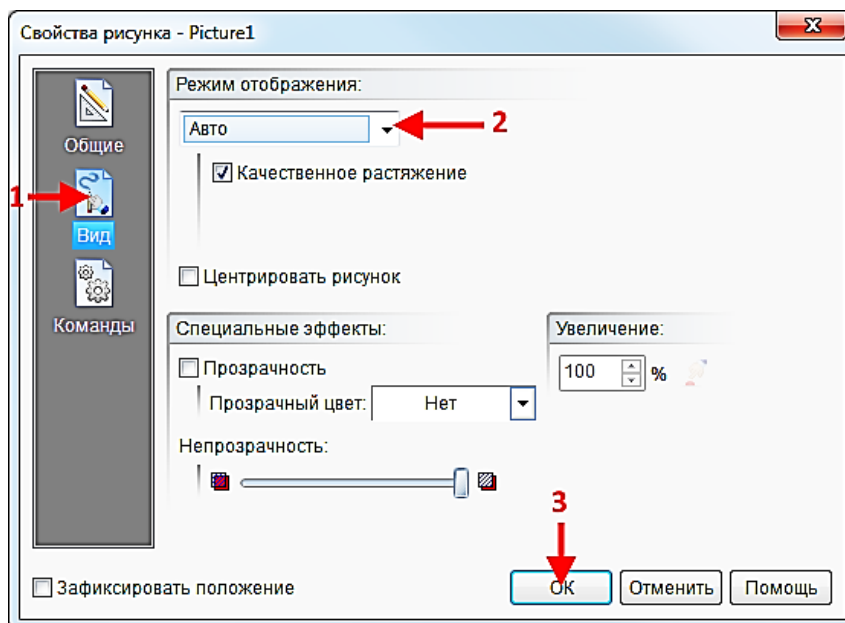 Свойства рисунка - Picture1
Режим отображения:
Авто
2
Общие
Качественное растяжение
1
Вид
Центрировать рисунок
Команды
Специальные эффекты:
Увеличение:
Прозрачность
100
%
Прозрачный цвет:
Нет
Непрозрачность:
3
Зафиксировать положение
ОК
Отменить
Помощь